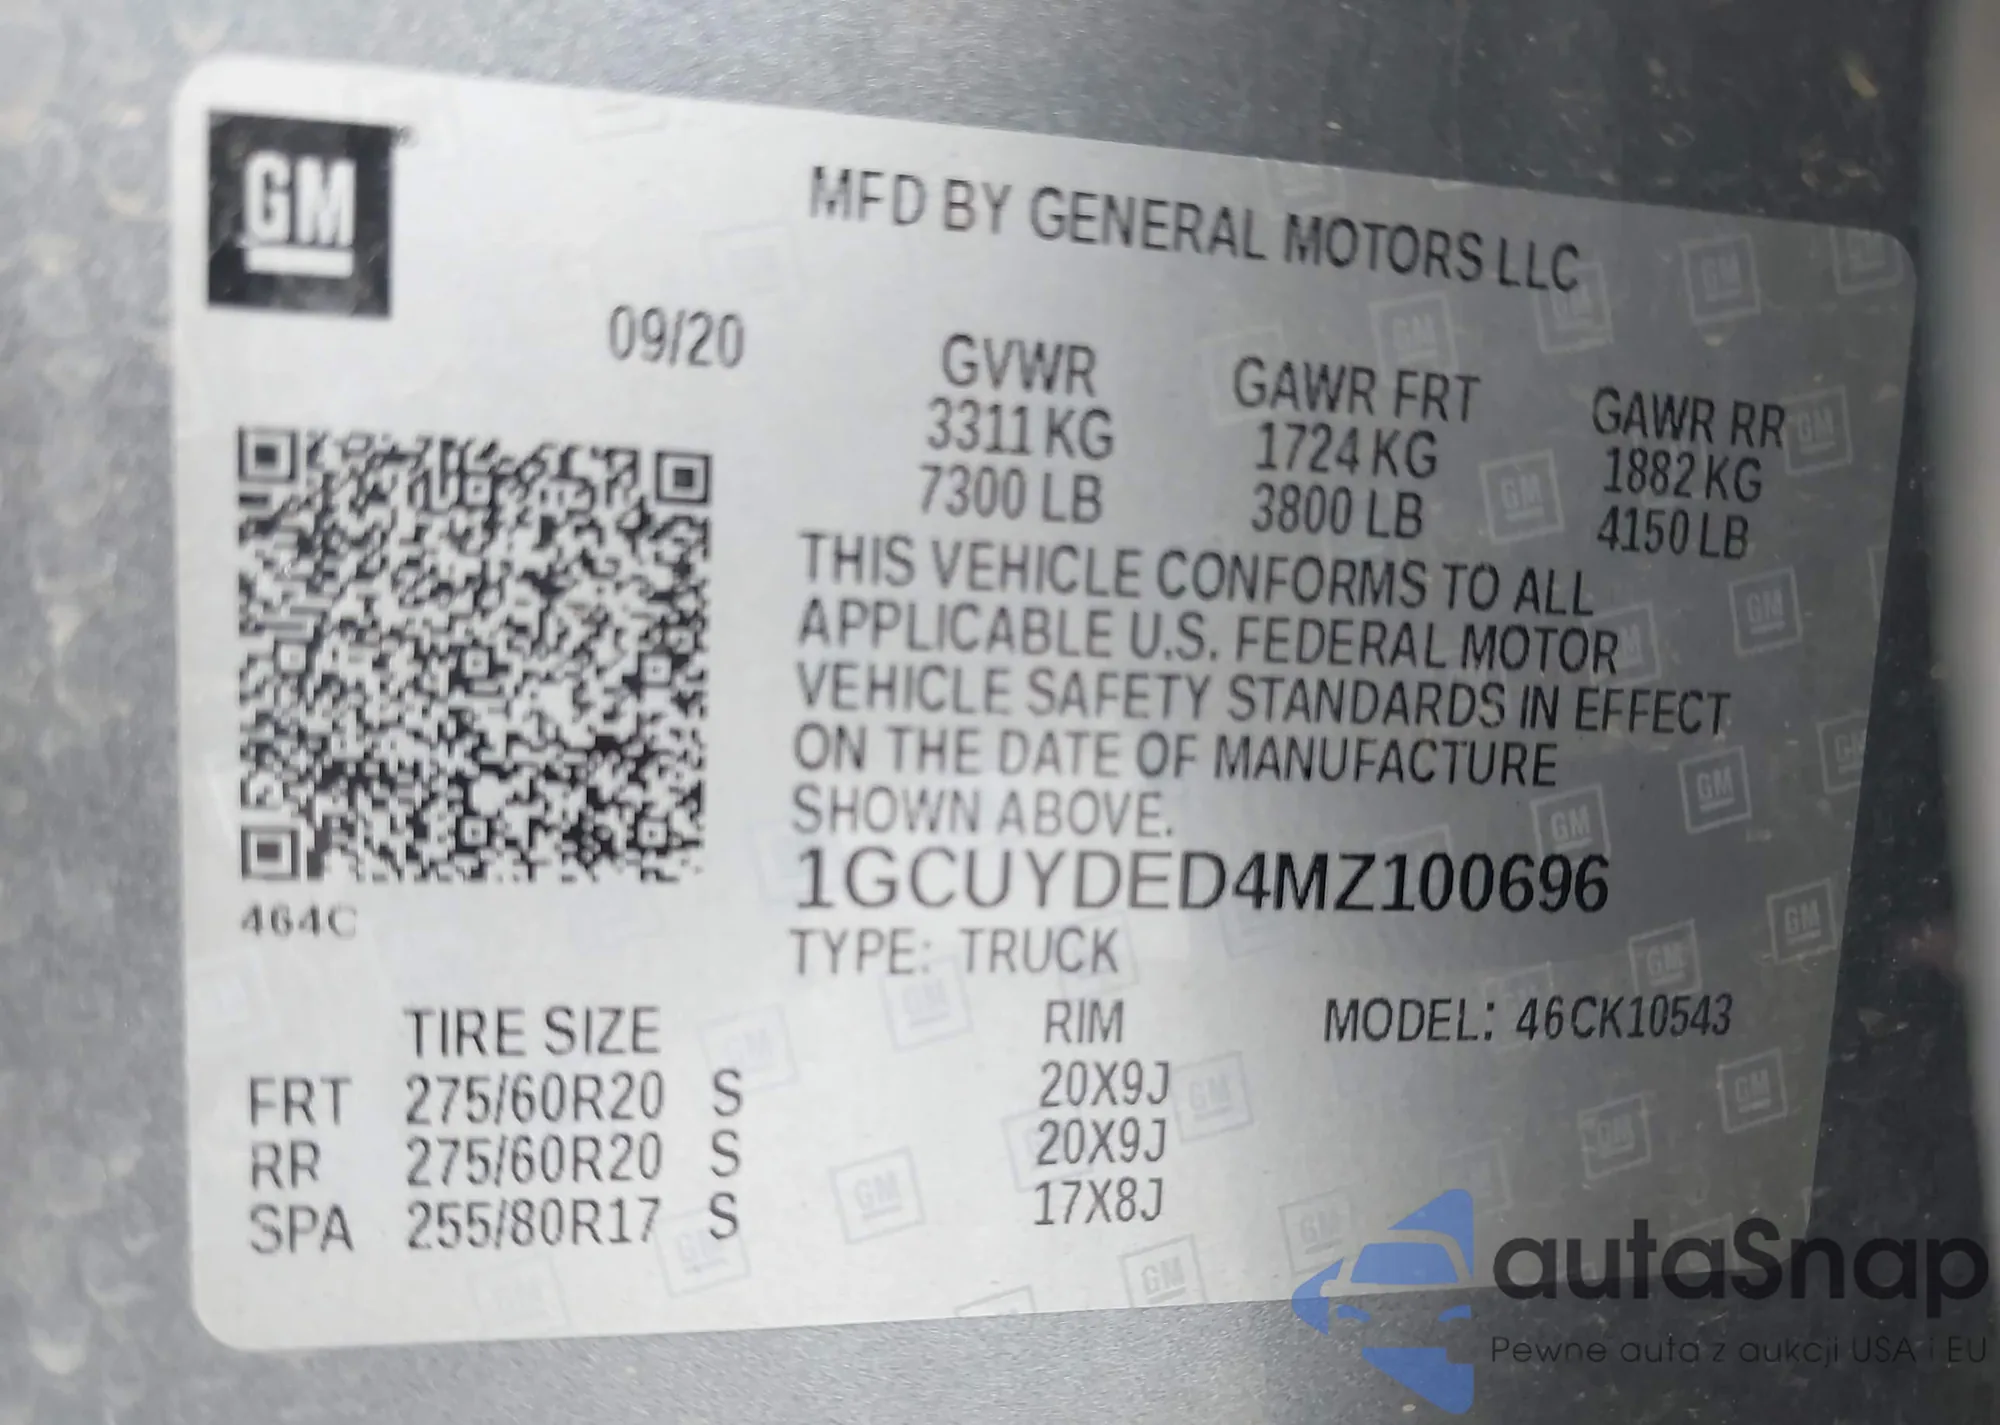 GM
MFD BY GENERAL MOTORS LLC
09/20
GVWR GAWR FRT GAWR RR
3311 KG 1724 KG 1882 KG
7300 LB 3800 LB 4150 LB
THIS VEHICLE CONFORMS TO ALL
APPLICABLE U.S. FEDERAL MOTOR
VEHICLE SAFETY STANDARDS IN EFFECT
ON THE DATE OF MANUFACTURE
SHOWN ABOVE.
1GCUYDED4MZ100696
464C
TYPE: TRUCK
TIRE SIZE RIM MODEL: 46CK10543
FRT 275/60R20 S 20X9J
RR 275/60R20 S 20X9J
SPA 255/80R17 S 17X8J
autaSnap
Pewne auta z aukcji USA i EU